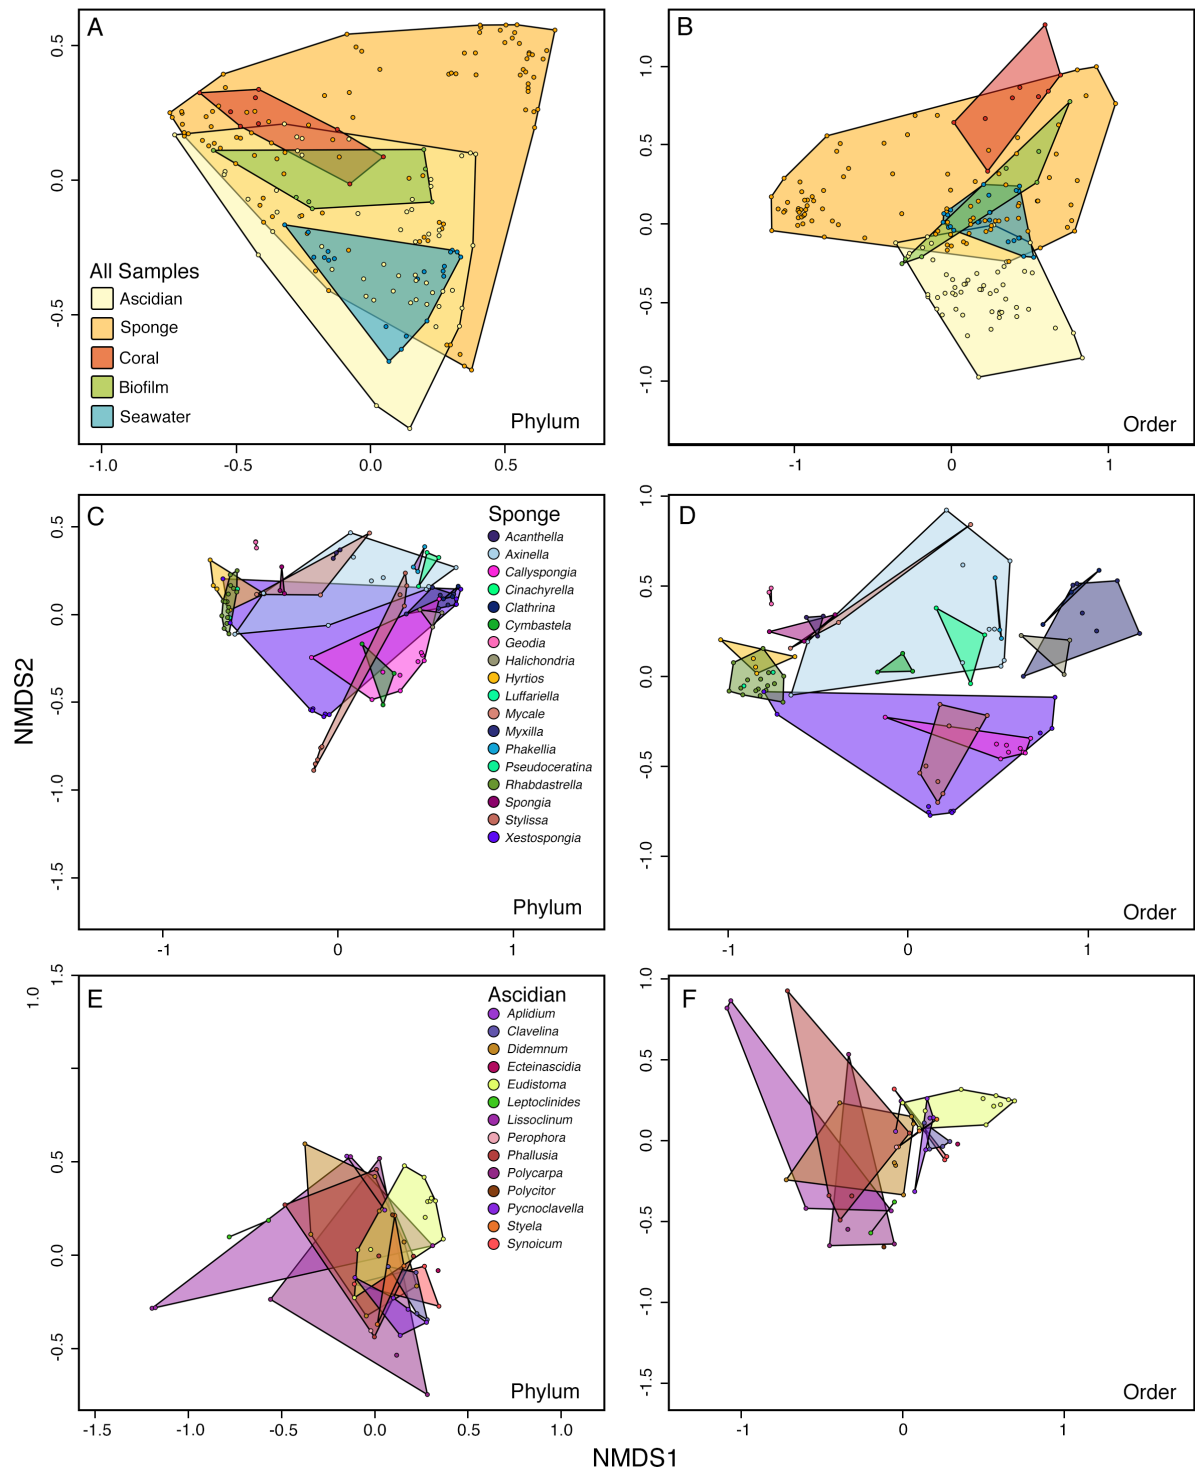 A
B
0.5
0.0
-0.5
1.0
0.5
0.0
-0.5
-1.0
All Samples
Ascidian
Sponge
Coral
Biofilm
Seawater
Phylum
Order
-1.0
-0.5
0.0
0.5
-1
0
1
C
D
0.5
0.0
-0.5
-1.0
-1.5
1.0
0.5
0.0
-0.5
-1.0
Sponge
Acanthella
Axinella
Callyspongia
Cinachyrella
Clathrina
Cymbastela
Geodia
Halichondria
Hyrtios
Luffariella
Mycale
Myxilla
Phakellia
Pseudoceratina
Rhabdastrella
Spongia
Stylissa
Xestospongia
NMDS2
Phylum
Order
-1
0
1
-1
0
1
E
F
1.0
1.5
0.5
0.0
-0.5
1.0
0.5
0.0
-0.5
-1.0
-1.5
Ascidian
Aplidium
Clavelina
Didemnum
Ecteinascidia
Eudistoma
Leptoclinides
Lissoclinum
Perophora
Phallusia
Polycarpa
Polycitor
Pycnoclavella
Styela
Synoicum
Phylum
Order
-1.5
-1.0
-0.5
0.0
0.5
1.0
-1
0
1
NMDS1